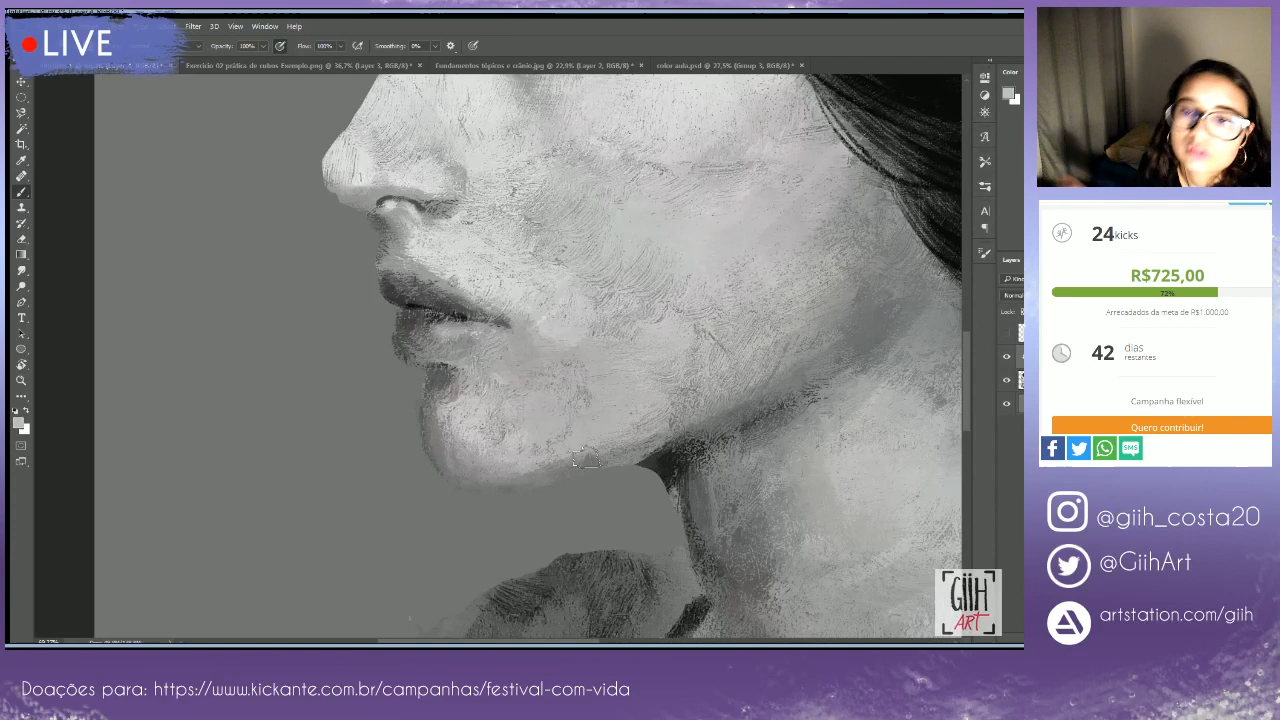 LIVE
Filter 3D View Window Help
Opacity: 100% Flow: 100% Smoothing: 0%
Exercicio 02 prática de cubos Exemplo.png @ 36,7% (Layer 3, RGB/8) * ×
Fundamentos tópicos e crânio.jpg @ 22,9% (Layer 2, RGB/8) * ×
color aula.psd @ 27,5% (Group 3, RGB/8) * ×
Color
Layers
Normal
Lock:
24 kicks
R$725,00
72%
Arrecadados da meta de R$1.000,00
42 dias
restantes
Campanha flexível
Quero contribuir!
SMS
@giih_costa20
@GiihArt
artstation.com/giih
GiiH
ART
Doações para: https://www.kickante.com.br/campanhas/festival-com-vida